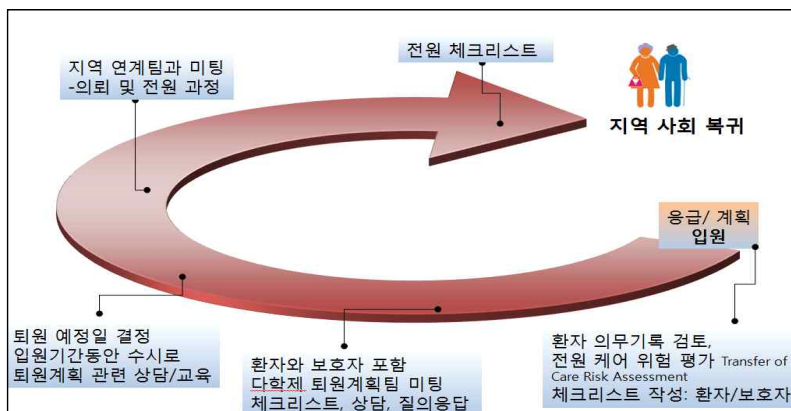 전원 체크리스트
지역 연계팀과 미팅
-의뢰 및 전원 과정
지역 사회 복귀
응급/ 계획
입원
퇴원 예정일 결정
입원기간동안 수시로
퇴원계획 관련 상담/교육
환자와 보호자 포함
다학제 퇴원계획팀 미팅
체크리스트, 상담, 질의응답
환자 의무기록 검토,
전원 케어 위험 평가 Transfer of
Care Risk Assessment
체크리스트 작성: 환자/보호자